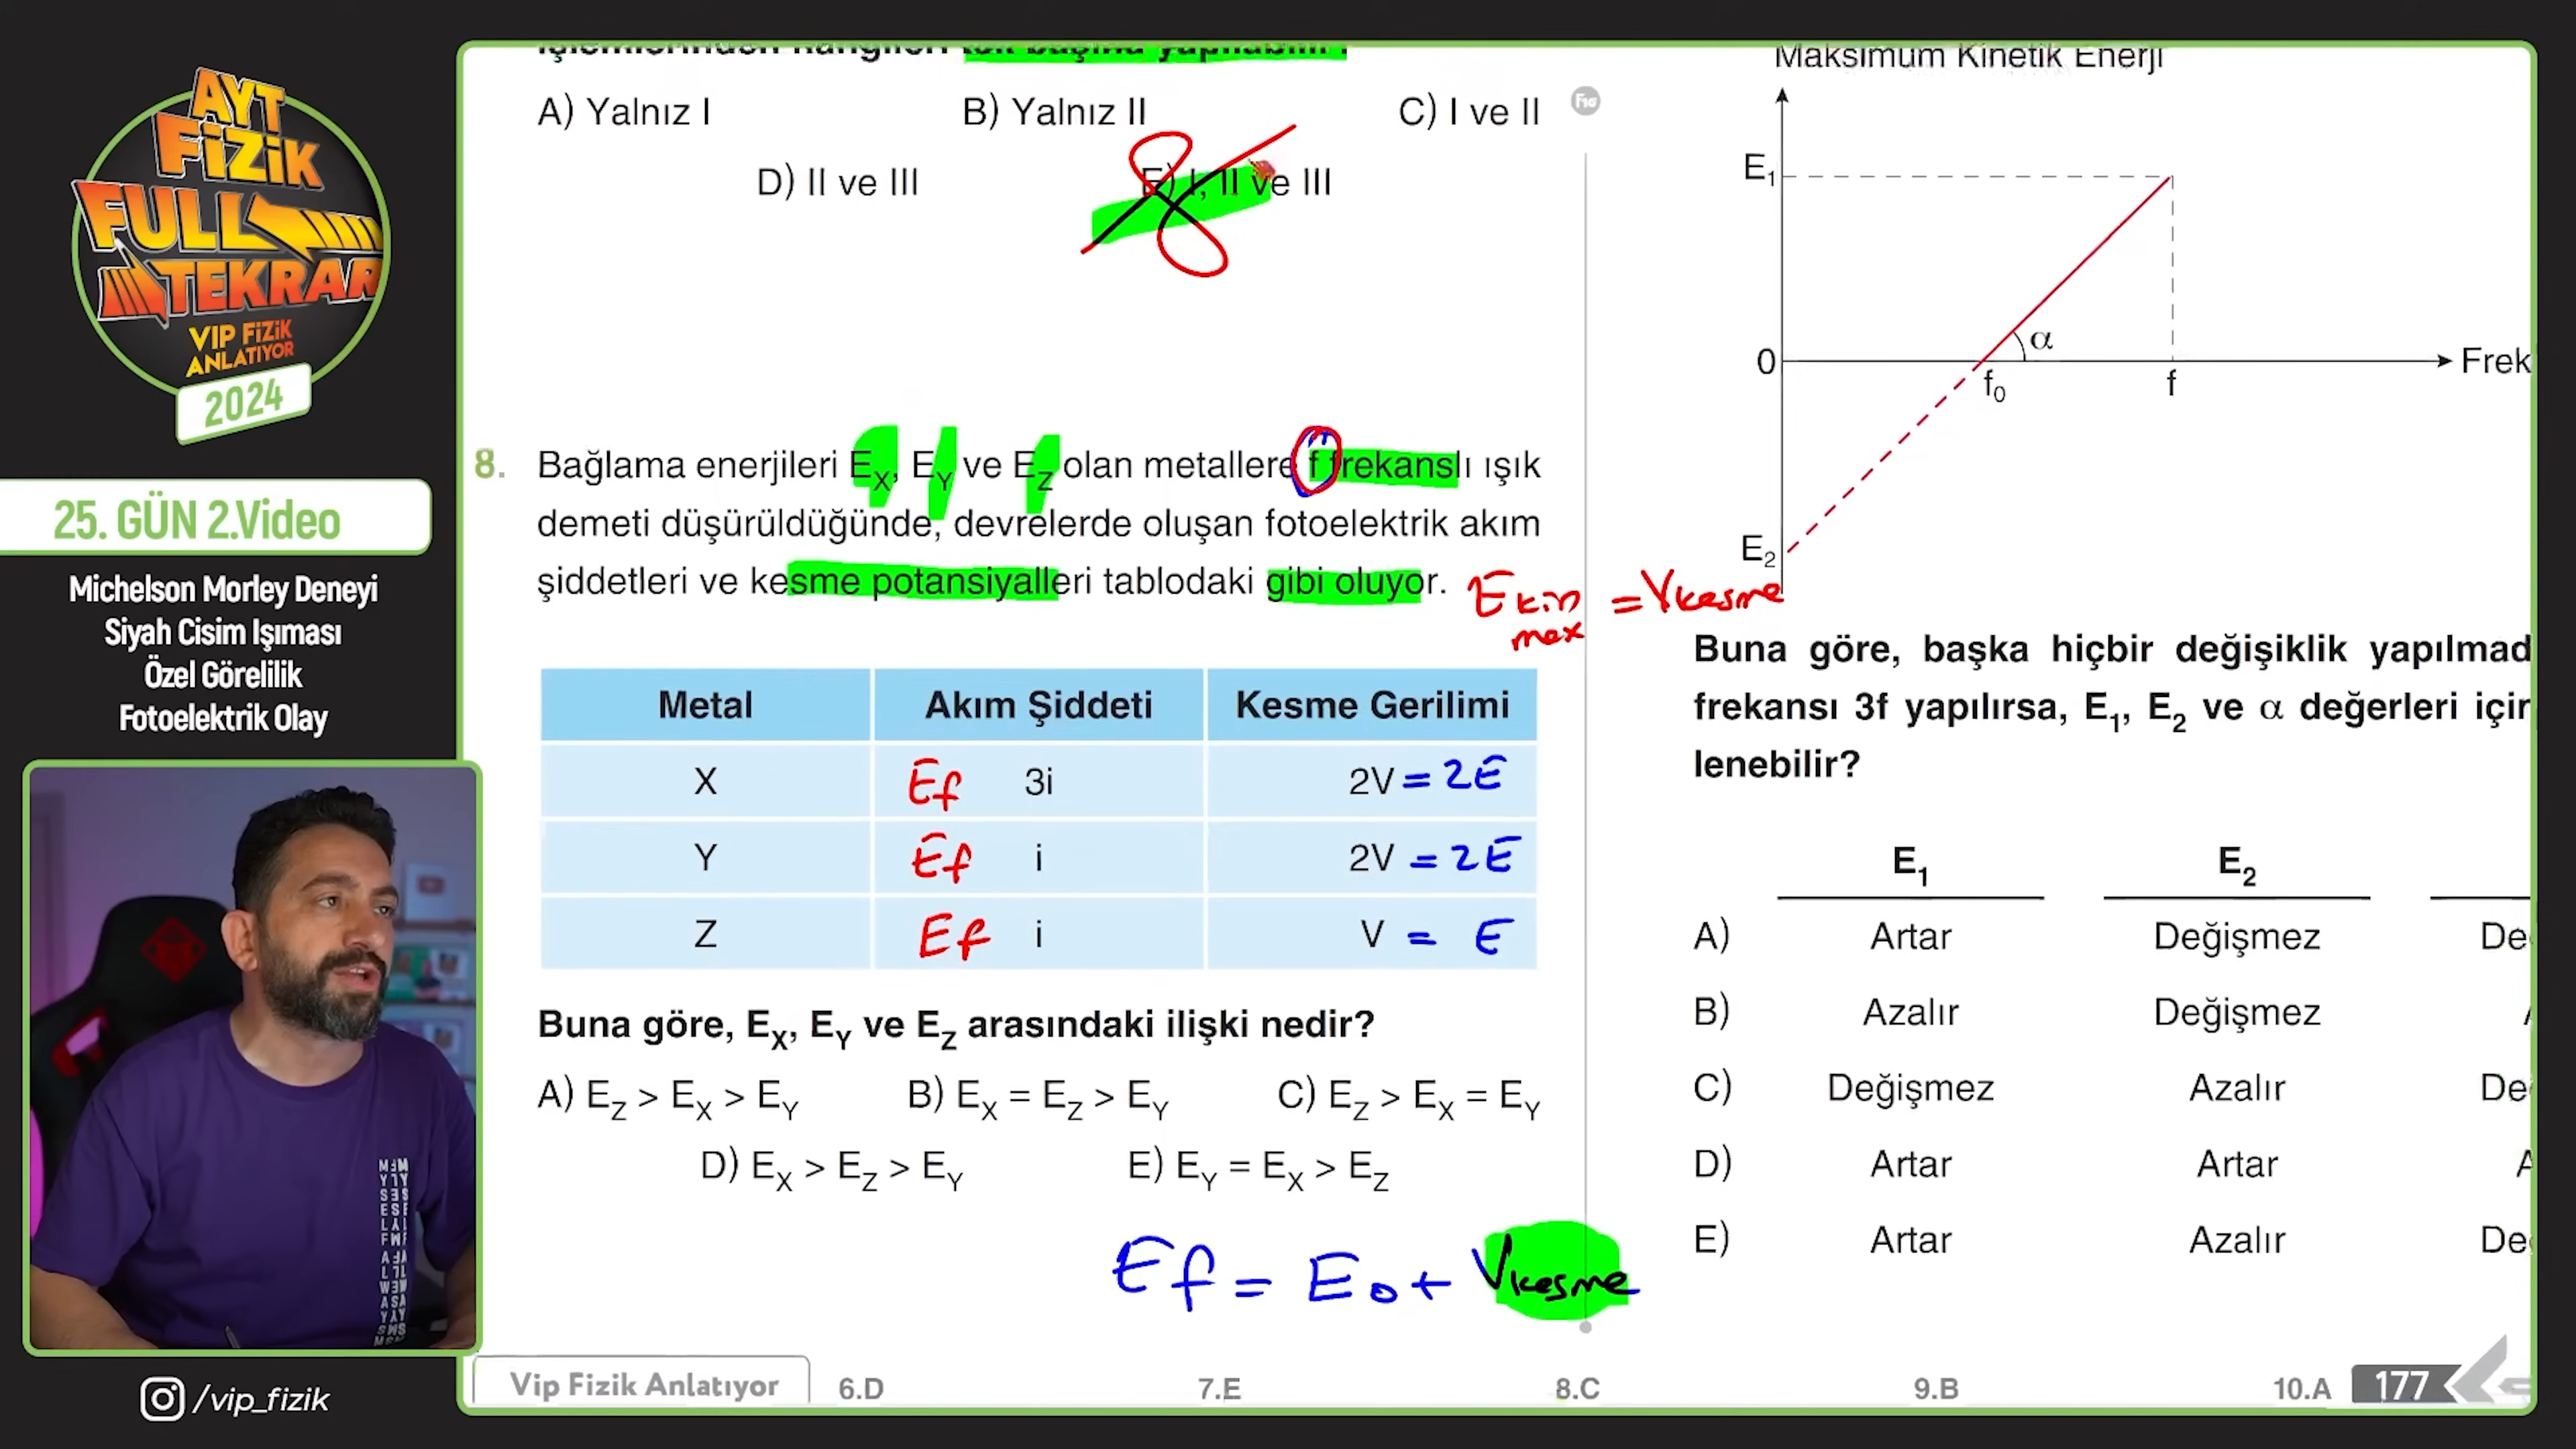 AYT
FİZİK
FULL
TEKRAR
VIP FİZİK
ANLATIYOR
2024
25. GÜN 2.Video
Michelson Morley Deneyi
Siyah Cisim Işıması
Özel Görelilik
Fotoelektrik Olay
/vip_fizik
A) Yalnız I B) Yalnız II C) I ve II
D) II ve III E) I, II ve III
8. Bağlama enerjileri EX, EY ve EZ olan metallere f frekanslı ışık
demeti düşürüldüğünde, devrelerde oluşan fotoelektrik akım
şiddetleri ve kesme potansiyalleri tablodaki gibi oluyor.
Ekin max = Vkesme
Metal Akım Şiddeti Kesme Gerilimi
X Ef 3i 2V = 2E
Y Ef i 2V = 2E
Z Ef i V = E
Buna göre, EX, EY ve EZ arasındaki ilişki nedir?
A) EZ > EX > EY B) EX = EZ > EY C) EZ > EX = EY
D) EX > EZ > EY E) EY = EX > EZ
Ef = E0 + Vkesme
Maksimum Kinetik Enerji
E1
α
0 f0 f Frek
E2
Buna göre, başka hiçbir değişiklik yapılmad
frekansı 3f yapılırsa, E1, E2 ve α değerleri için
lenebilir?
E1 E2
A) Artar Değişmez De
B) Azalır Değişmez
C) Değişmez Azalır De
D) Artar Artar A
E) Artar Azalır De
Vip Fizik Anlatıyor 6.D 7.E 8.C 9.B 10.A 177